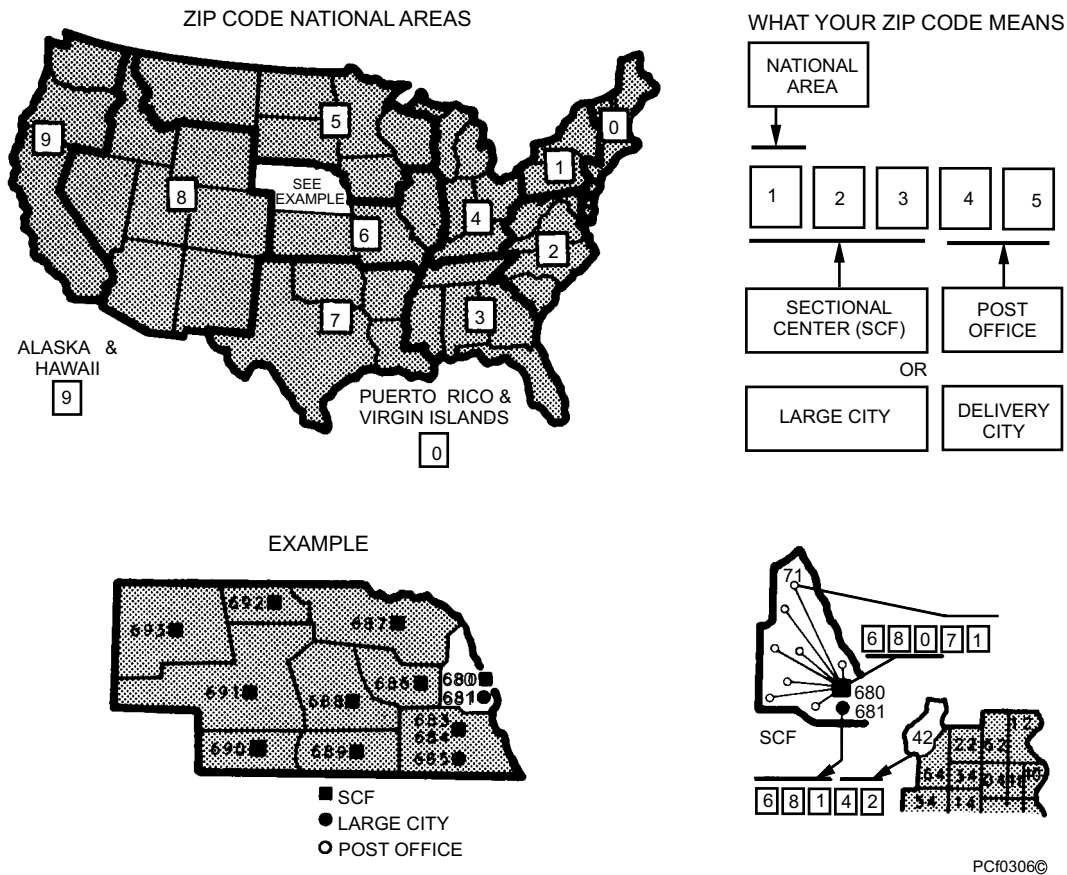 ZIP CODE NATIONAL AREAS
9
8
5
SEE
EXAMPLE
6
7
4
3
2
1
0
ALASKA &
HAWAII
9
PUERTO RICO &
VIRGIN ISLANDS
0
WHAT YOUR ZIP CODE MEANS
NATIONAL
AREA
1 2 3 4 5
SECTIONAL
CENTER (SCF)
POST
OFFICE
OR
LARGE CITY
DELIVERY
CITY
EXAMPLE
693
692
687
691
688
686
680
681
683
684
685
690
689
SCF
LARGE CITY
POST OFFICE
71
6 8 0 7 1
680
681
SCF
42
6 8 1 4 2
12
22
52
64
34
54
14
PCf0306©